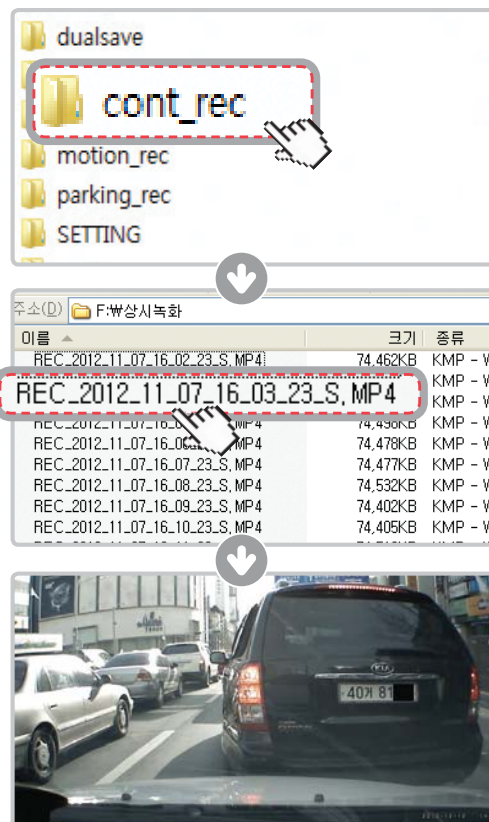 dualsave
cont_rec
motion_rec
parking_rec
SETTING
주소(D) F:₩상시녹화
이름 크기 종류
REC_2012_11_07_16_02_23_S.MP4 74,462KB KMP - W
REC_2012_11_07_16_03_23_S.MP4 KMP - W
KMP - W
74,498KB KMP - W
74,478KB KMP - W
REC_2012_11_07_16_07_23_S.MP4 74,477KB KMP - W
REC_2012_11_07_16_08_23_S.MP4 74,532KB KMP - W
REC_2012_11_07_16_09_23_S.MP4 74,402KB KMP - W
REC_2012_11_07_16_10_23_S.MP4 74,405KB KMP - W
KIA
40거 81